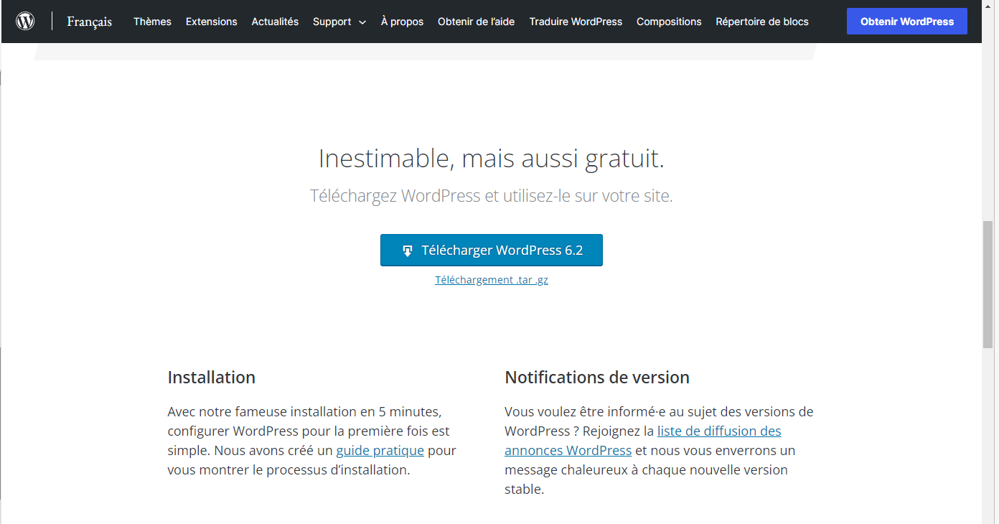 Français Thèmes Extensions Actualités Support À propos Obtenir de l’aide Traduire WordPress Compositions Répertoire de blocs Obtenir WordPress
Inestimable, mais aussi gratuit.
Téléchargez WordPress et utilisez-le sur votre site.
Télécharger WordPress 6.2
Téléchargement .tar .gz
Installation
Avec notre fameuse installation en 5 minutes,
configurer WordPress pour la première fois est
simple. Nous avons créé un guide pratique pour
vous montrer le processus d’installation.
Notifications de version
Vous voulez être informé·e au sujet des versions de
WordPress ? Rejoignez la liste de diffusion des
annonces WordPress et nous vous enverrons un
message chaleureux à chaque nouvelle version
stable.